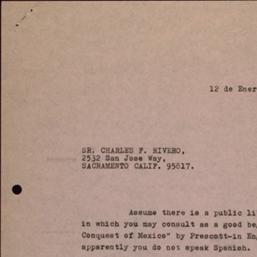 12 de Ener
SR. CHARLES F. RIVERO,
2532 San Jose Way,
SACRAMENTO CALIF. 95817.
Assume there is a public li
in which you may consult as a good be
Conquest of Mexico" by Prescott-in En
apparently you do not speak Spanish.